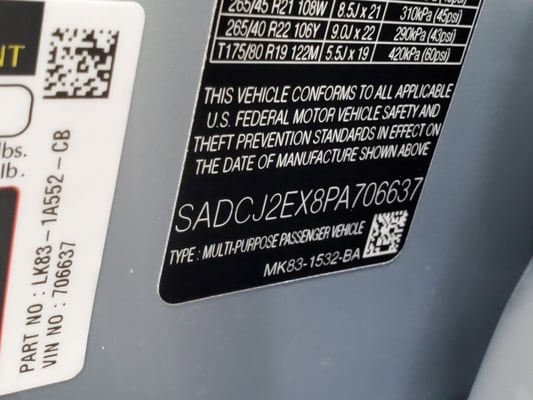 265/45 R21 108W 8.5J x 21 310kPa (45psi)
265/40 R22 106Y 9.0J x 22 290kPa (43psi)
T175/80 R19 122M 5.5J x 19 420kPa (60psi)
THIS VEHICLE CONFORMS TO ALL APPLICABLE
U.S. FEDERAL MOTOR VEHICLE SAFETY AND
THEFT PREVENTION STANDARDS IN EFFECT ON
THE DATE OF MANUFACTURE SHOWN ABOVE
SADCJ2EX8PA706637
TYPE : MULTI-PURPOSE PASSENGER VEHICLE
MK83-1532-BA
NT
lbs.
lb.
PART NO : LK83-1A552-CB
VIN NO : 706637